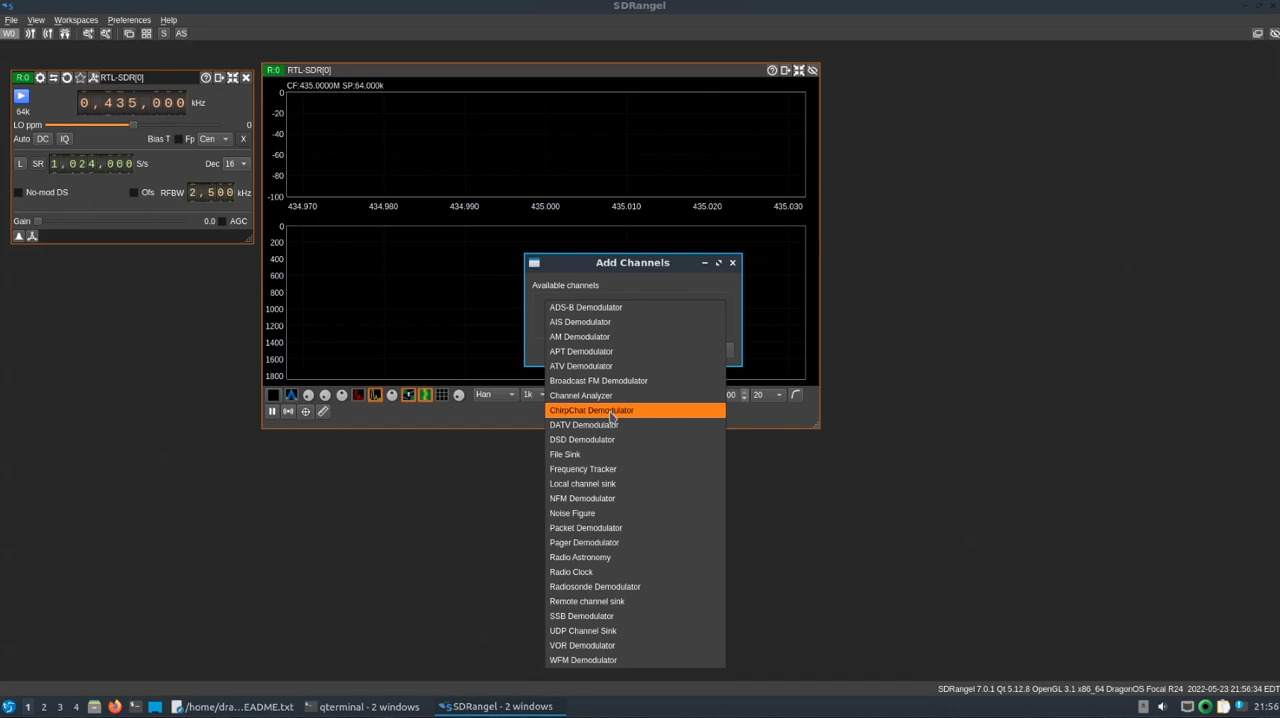 SDRangel
File View Workspaces Preferences Help
W0 S AS
R:0 RTL-SDR[0]
0,435,000 kHz
64k
LO ppm 0
Auto DC IQ Bias T Fp Cen X
L SR 1,024,000 S/s Dec 16
No-mod DS Ofs RFBW 2,500 kHz
Gain 0.0 AGC
R:0 RTL-SDR[0]
CF:435.0000M SP:64.000k
0
-20
-40
-60
-80
-100
434.970 434.980 434.990 435.000 435.010 435.020 435.030
0
200
400
600
800
1000
1200
1400
1600
1800
Han 1k 00 20
Add Channels
Available channels
ADS-B Demodulator
AIS Demodulator
AM Demodulator
APT Demodulator
ATV Demodulator
Broadcast FM Demodulator
Channel Analyzer
ChirpChat Demodulator
DATV Demodulator
DSD Demodulator
File Sink
Frequency Tracker
Local channel sink
NFM Demodulator
Noise Figure
Packet Demodulator
Pager Demodulator
Radio Astronomy
Radio Clock
Radiosonde Demodulator
Remote channel sink
SSB Demodulator
UDP Channel Sink
VOR Demodulator
WFM Demodulator
SDRangel 7.0.1 Qt 5.12.8 OpenGL 3.1 x86_64 DragonOS Focal R24 2022-05-23 21:56:34 DragonOS
1 2 3 4 /home/dra...EADME.txt qterminal - 2 windows SDRangel - 2 windows 21:56